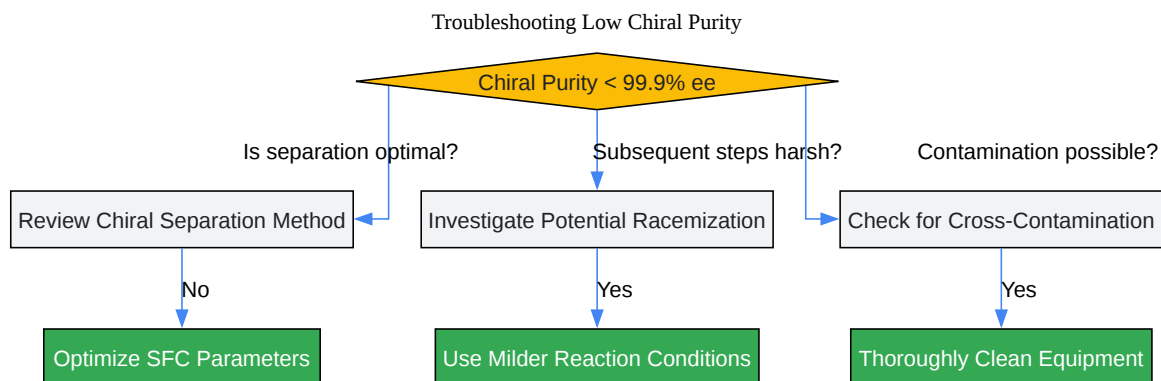 Troubleshooting Low Chiral Purity
Chiral Purity < 99.9% ee
Is separation optimal?
Subsequent steps harsh?
Contamination possible?
Review Chiral Separation Method
Investigate Potential Racemization
Check for Cross-Contamination
No
Yes
Yes
Optimize SFC Parameters
Use Milder Reaction Conditions
Thoroughly Clean Equipment